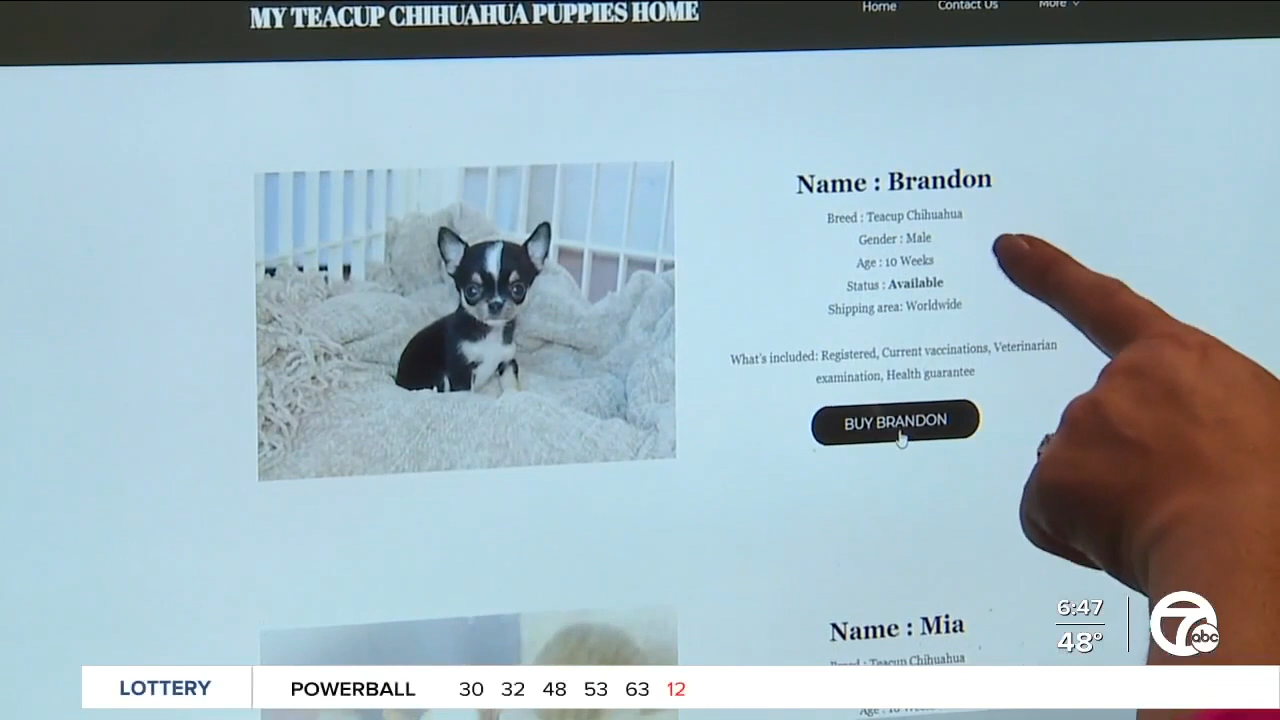 MY TEACUP CHIHUAHUA PUPPIES HOME
Home
Contact Us
More
Name : Brandon
Breed : Teacup Chihuahua
Gender : Male
Age : 10 Weeks
Status : Available
Shipping area: Worldwide
What's included: Registered, Current vaccinations, Veterinarian
examination, Health guarantee
BUY BRANDON
Name : Mia
Breed : Teacup Chihuahua
6:47
48°
7 abc
LOTTERY
POWERBALL 30 32 48 53 63 12